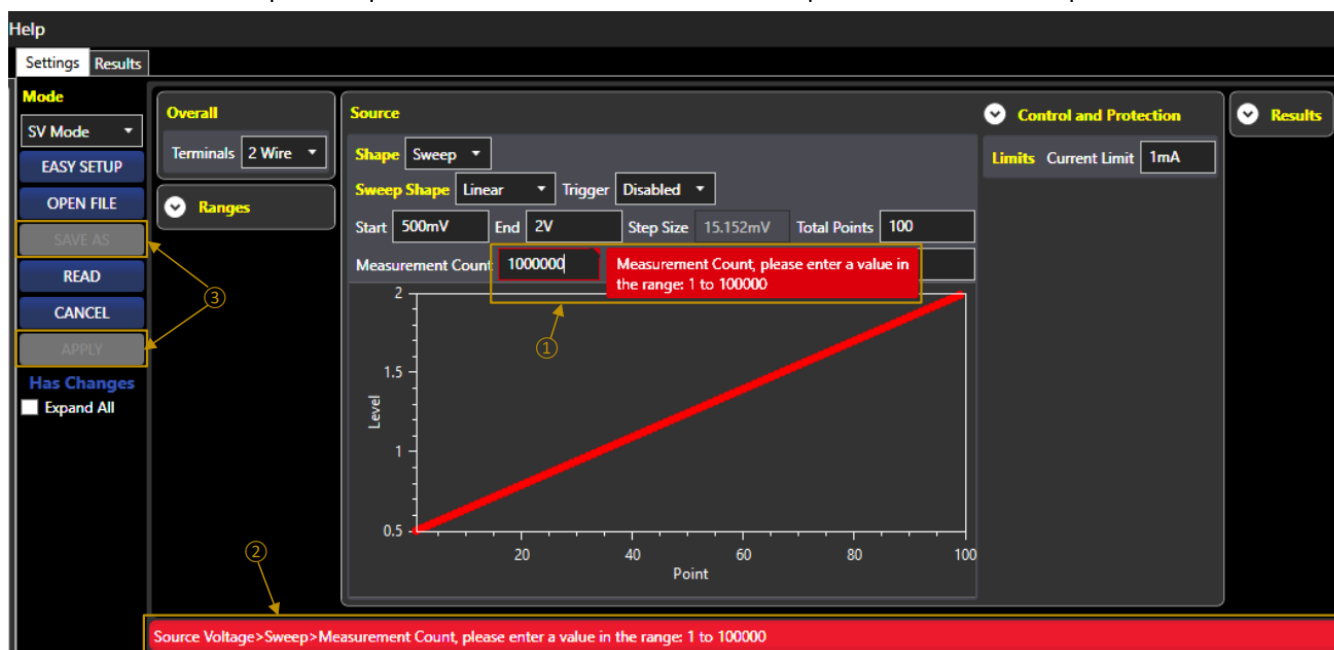 Help
Settings Results
Mode
SV Mode
EASY SETUP
OPEN FILE
SAVE AS
READ
CANCEL
APPLY
Has Changes
Expand All
Overall
Terminals 2 Wire
Ranges
Source
Shape Sweep
Sweep Shape Linear Trigger Disabled
Start 500mV End 2V Step Size 15.152mV Total Points 100
Measurement Count 1000000
Measurement Count, please enter a value in
the range: 1 to 100000
2
1.5
1
0.5
Level
20 40 60 80 100
Point
Control and Protection
Limits Current Limit 1mA
Results
①
②
③
Source Voltage>Sweep>Measurement Count, please enter a value in the range: 1 to 100000